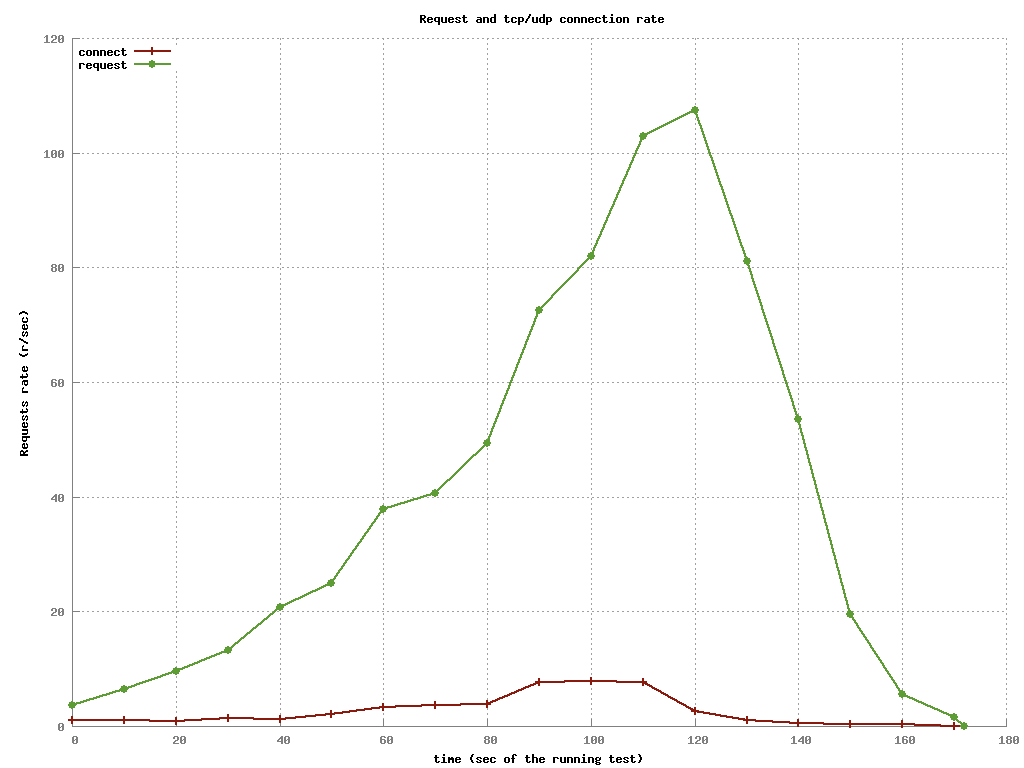 Request and tcp/udp connection rate
120
connect
request
100
80
Requests rate (r/sec)
60
40
20
0
0 20 40 60 80 100 120 140 160 180
time (sec of the running test)